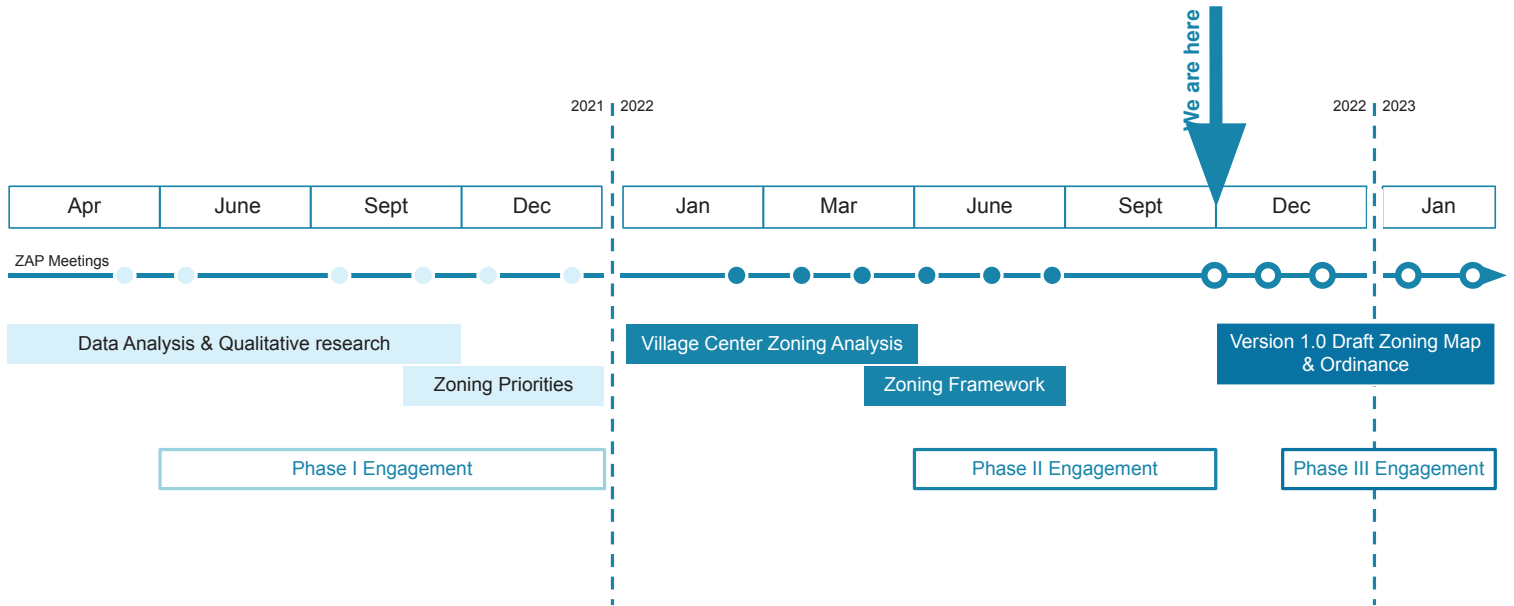 We are here
2021 2022
2022 2023
Apr June Sept Dec Jan Mar June Sept Dec Jan
ZAP Meetings
Data Analysis & Qualitative research
Village Center Zoning Analysis
Version 1.0 Draft Zoning Map
& Ordinance
Zoning Priorities
Zoning Framework
Phase I Engagement
Phase II Engagement
Phase III Engagement